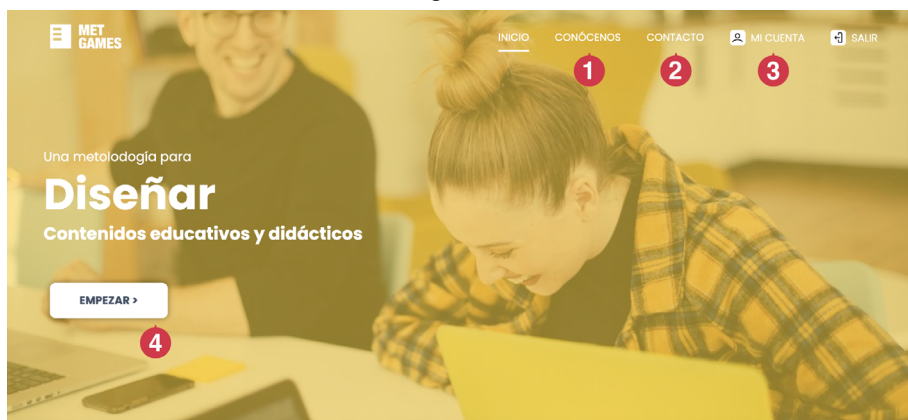 MET
GAMES
INICIO CONÓCENOS CONTACTO MI CUENTA SALIR
1 2 3
Una metolodogía para
Diseñar
Contenidos educativos y didácticos
EMPEZAR >
4